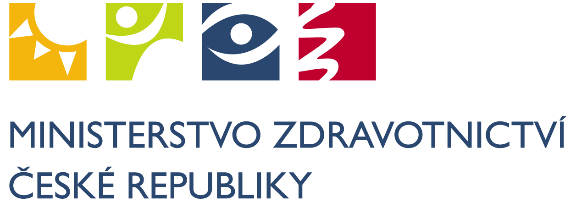 MINISTERSTVO ZDRAVOTNICTVÍ
ČESKÉ REPUBLIKY